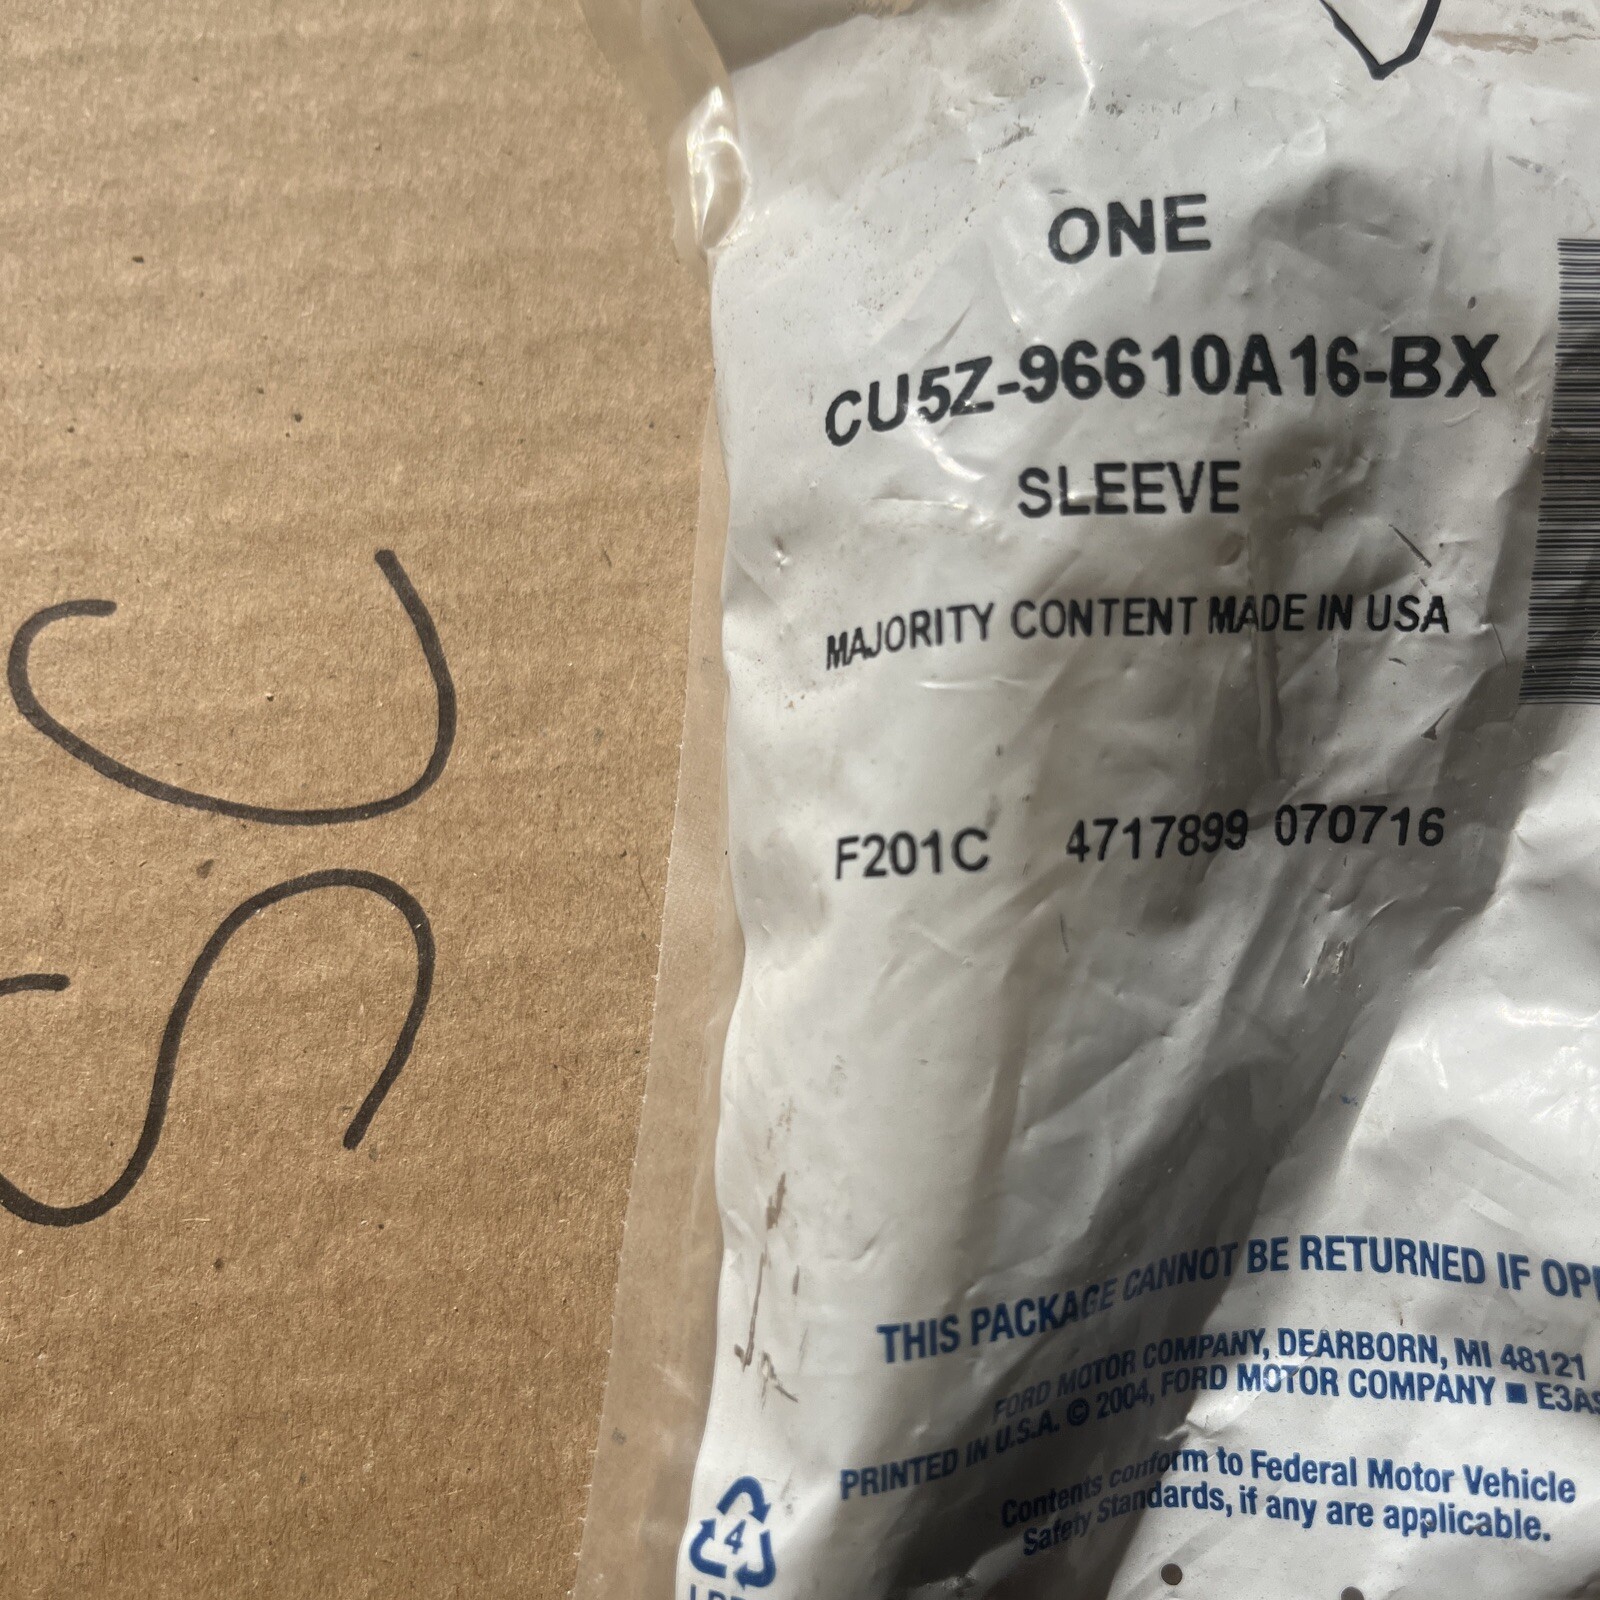 SC
ONE
CU5Z-96610A16-BX
SLEEVE
MAJORITY CONTENT MADE IN USA
F201C 4717899 070716
THIS PACKAGE CANNOT BE RETURNED IF
FORD MOTOR COMPANY, DEARBORN, MI 48121
PRINTED IN U.S.A. © 2004, FORD MOTOR COMPANY ■
Contents conform to Federal Motor Vehicle
Safety Standards, if any are applicable.
4